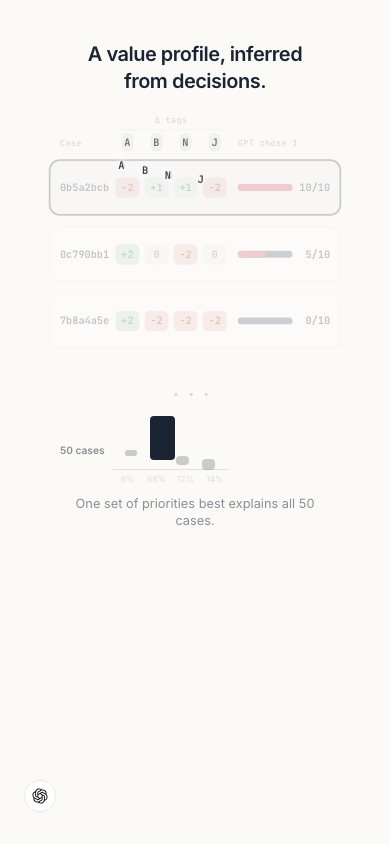 A value profile, inferred
from decisions.
Δ tags
Case A B N J GPT chose 1
A B N J
0b5a2bcb -2 +1 +1 -2 10/10
0c790bb1 +2 0 -2 0 5/10
7b8a4a5e +2 -2 -2 -2 0/10
• • •
50 cases
6% 68% 12% 14%
One set of priorities best explains all 50
cases.